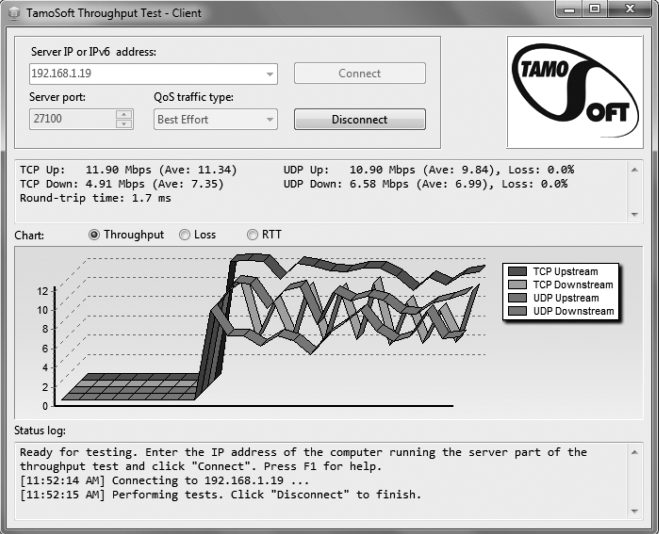 TamoSoft Throughput Test - Client
Server IP or IPv6 address:
192.168.1.19
Connect
Server port:
QoS traffic type:
27100
Best Effort
Disconnect
TAMO
SOFT
TCP Up: 11.90 Mbps (Ave: 11.34) UDP Up: 10.90 Mbps (Ave: 9.84), Loss: 0.0%
TCP Down: 4.91 Mbps (Ave: 7.35) UDP Down: 6.58 Mbps (Ave: 6.99), Loss: 0.0%
Round-trip time: 1.7 ms
Chart: Throughput Loss RTT
12
10
8
6
4
2
0
TCP Upstream
TCP Downstream
UDP Upstream
UDP Downstream
Status log:
Ready for testing. Enter the IP address of the computer running the server part of the
throughput test and click "Connect". Press F1 for help.
[11:52:14 AM] Connecting to 192.168.1.19 ...
[11:52:15 AM] Performing tests. Click "Disconnect" to finish.